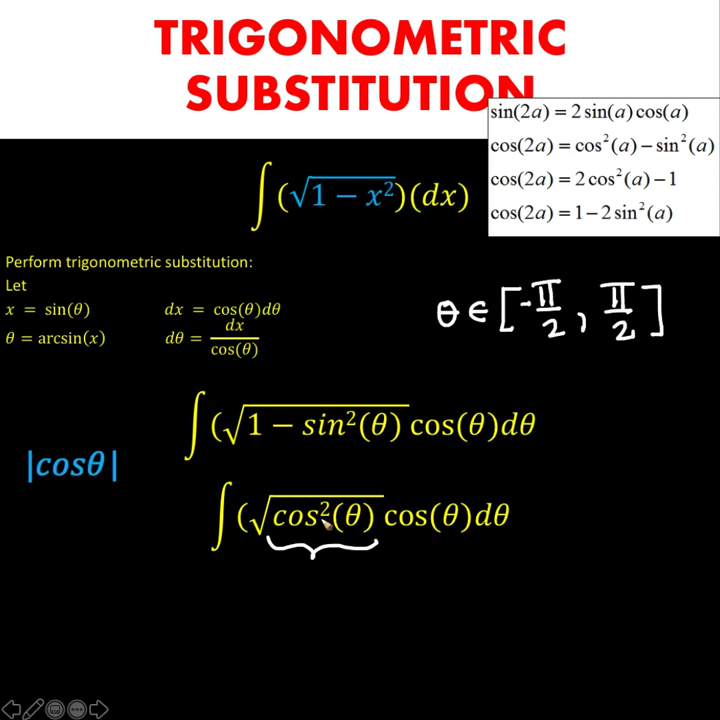 TRIGONOMETRIC
SUBSTITUTION
sin(2a) = 2 sin(a) cos(a)
cos(2a) = cos²(a) − sin²(a)
cos(2a) = 2 cos²(a) − 1
cos(2a) = 1 − 2 sin²(a)
∫(√(1 − x²))(dx)
Perform trigonometric substitution:
Let
x = sin(θ) dx = cos(θ)dθ
θ = arcsin(x) dθ = dx/cos(θ)
θ ∈ [-π/2, π/2]
∫(√(1 − sin²(θ)) cos(θ)dθ
|cosθ|
∫(√(cos²(θ)) cos(θ)dθ